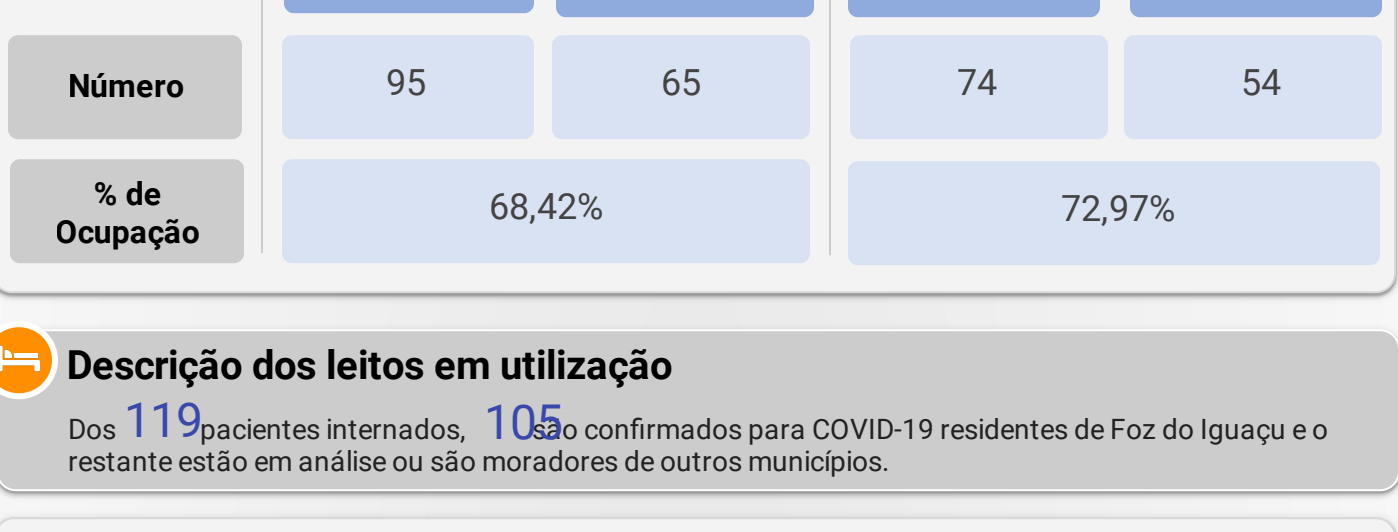 Número 95 65 74 54
% de
Ocupação 68,42% 72,97%
Descrição dos leitos em utilização
Dos 119 pacientes internados, 105 são confirmados para COVID-19 residentes de Foz do Iguaçu e o
restante estão em análise ou são moradores de outros municípios.